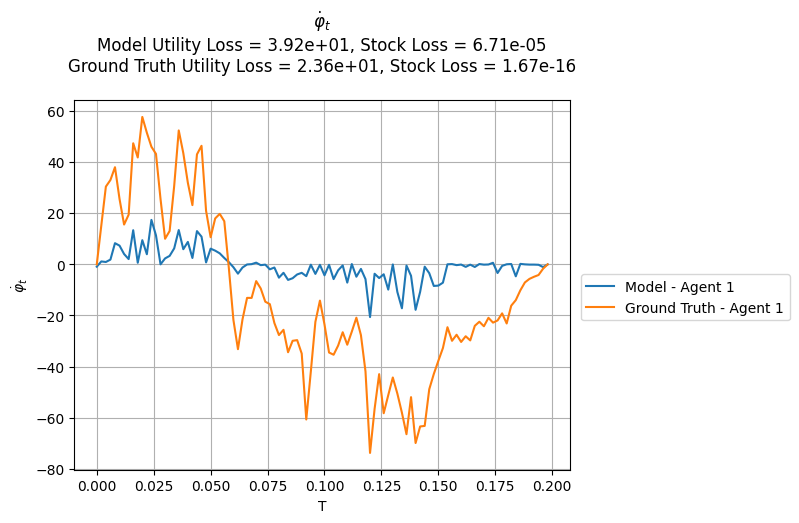 φ̇ₜ
Model Utility Loss = 3.92e+01, Stock Loss = 6.71e-05
Ground Truth Utility Loss = 2.36e+01, Stock Loss = 1.67e-16
60
40
20
0
−20
−40
−60
−80
φ̇ₜ
0.000 0.025 0.050 0.075 0.100 0.125 0.150 0.175 0.200
T
Model - Agent 1
Ground Truth - Agent 1